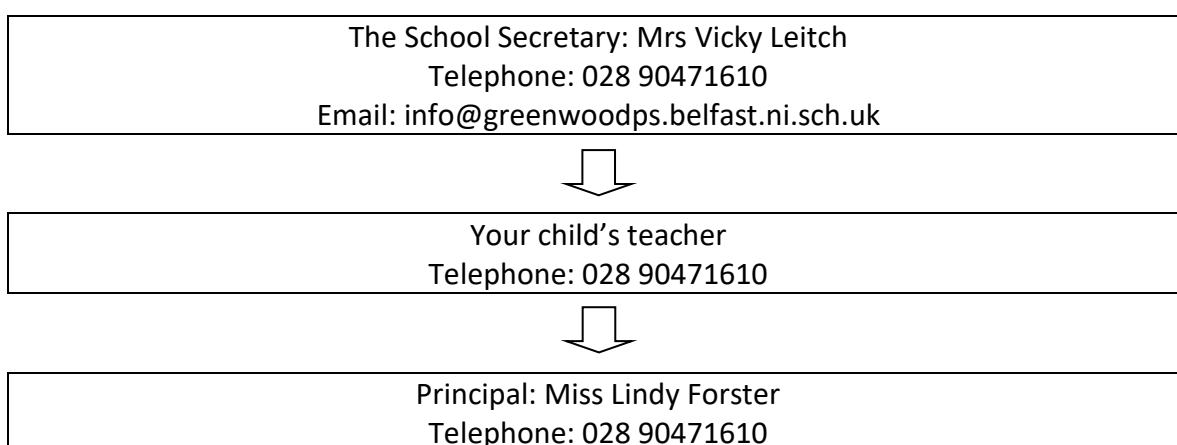 The School Secretary: Mrs Vicky Leitch
Telephone: 028 90471610
Email: info@greenwoodps.belfast.ni.sch.uk
Your child’s teacher
Telephone: 028 90471610
Principal: Miss Lindy Forster
Telephone: 028 90471610